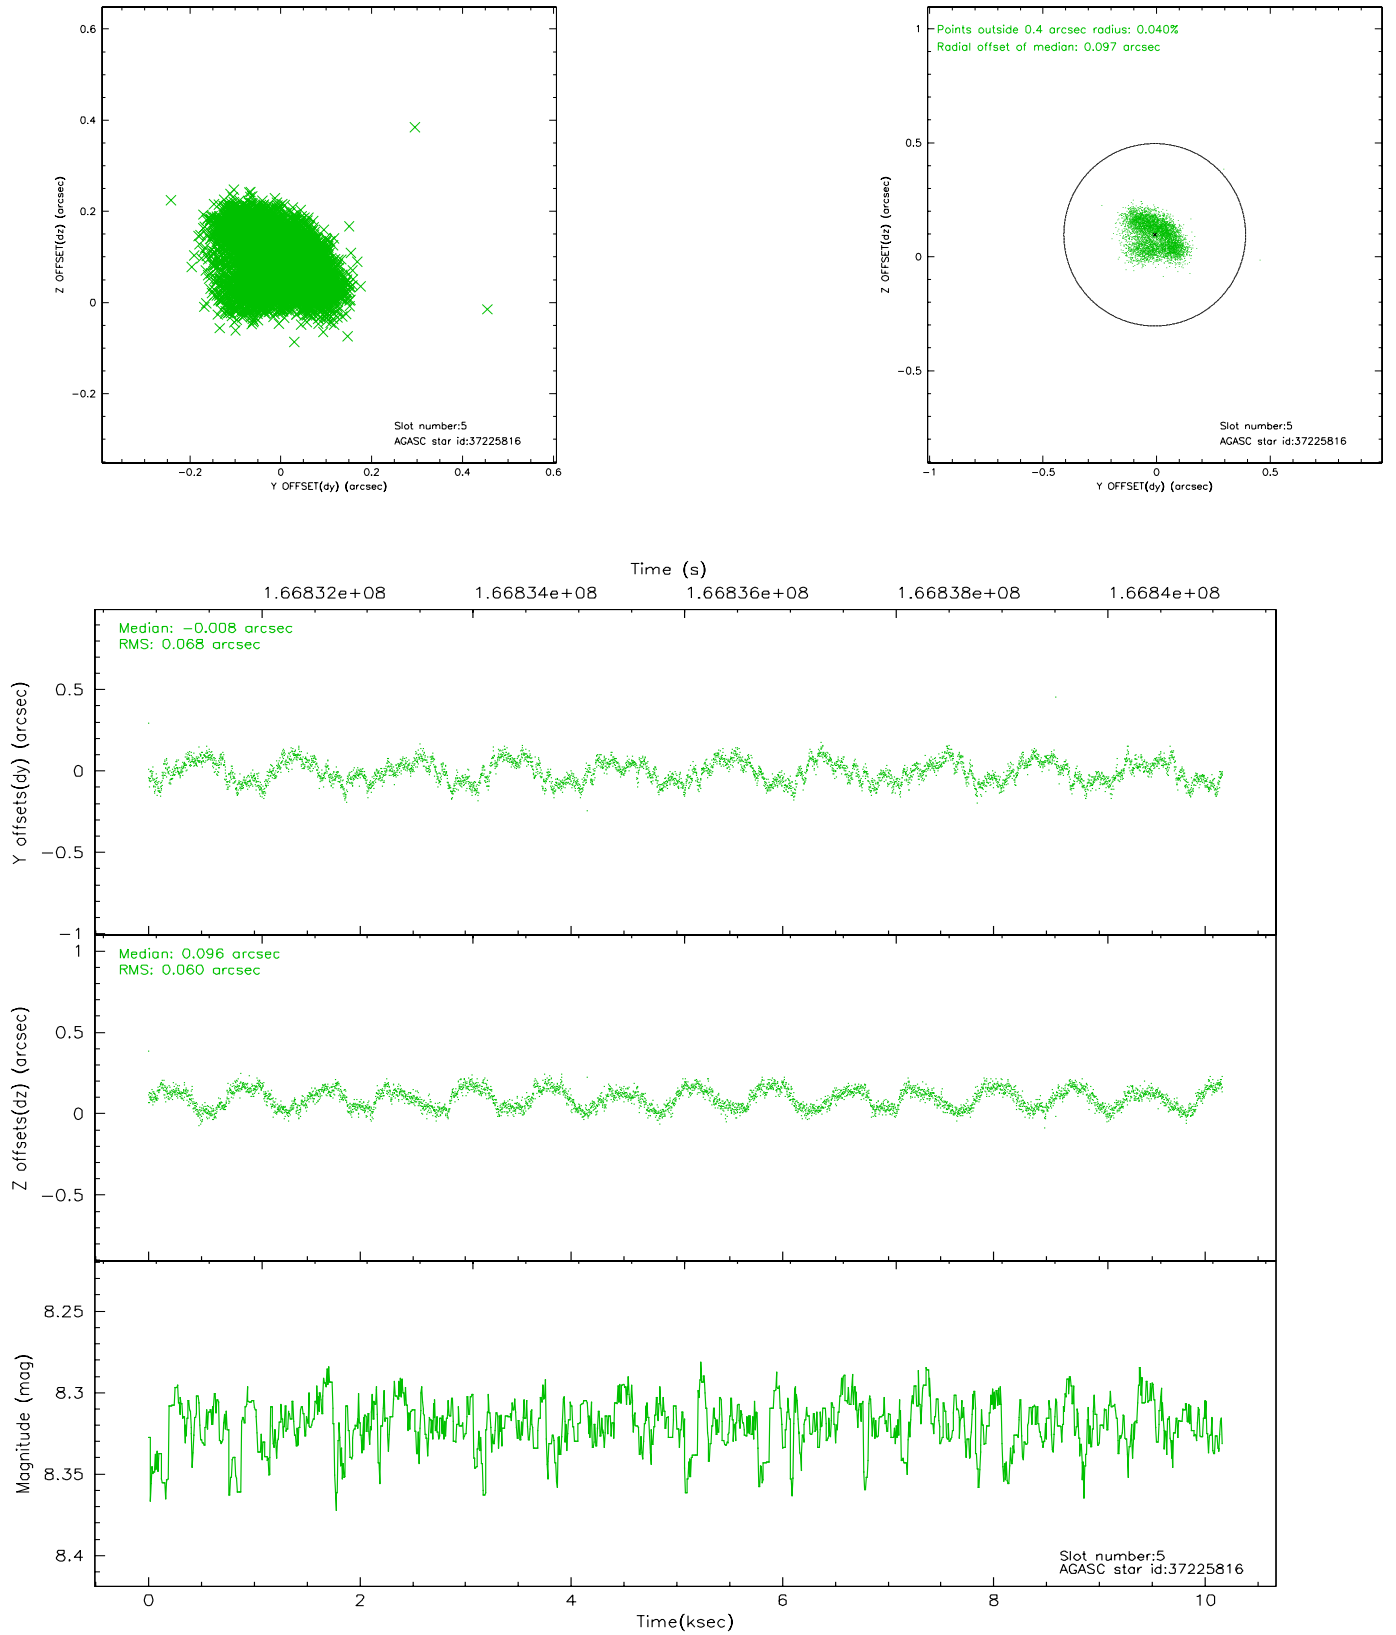 0.6
0.4
0.2
0
−0.2
Z OFFSET(dz) (arcsec)
Slot number:5
AGASC star id:37225816
−0.2 0 0.2 0.4 0.6
Y OFFSET(dy) (arcsec)
Points outside 0.4 arcsec radius: 0.040%
Radial offset of median: 0.097 arcsec
1
0.5
0
−0.5
−1
Z OFFSET(dz) (arcsec)
Slot number:5
AGASC star id:37225816
−1 −0.5 0 0.5
Y OFFSET(dy) (arcsec)
Time (s)
1.66832e+08 1.66834e+08 1.66836e+08 1.66838e+08 1.6684e+08
Median: −0.008 arcsec
RMS: 0.068 arcsec
0.5
0
−0.5
−1
Y offsets(dy) (arcsec)
Median: 0.096 arcsec
RMS: 0.060 arcsec
1
0.5
0
−0.5
Z offsets(dz) (arcsec)
8.25
8.3
8.35
8.4
Magnitude (mag)
Slot number:5
AGASC star id:37225816
0 2 4 6 8 10
Time(ksec)